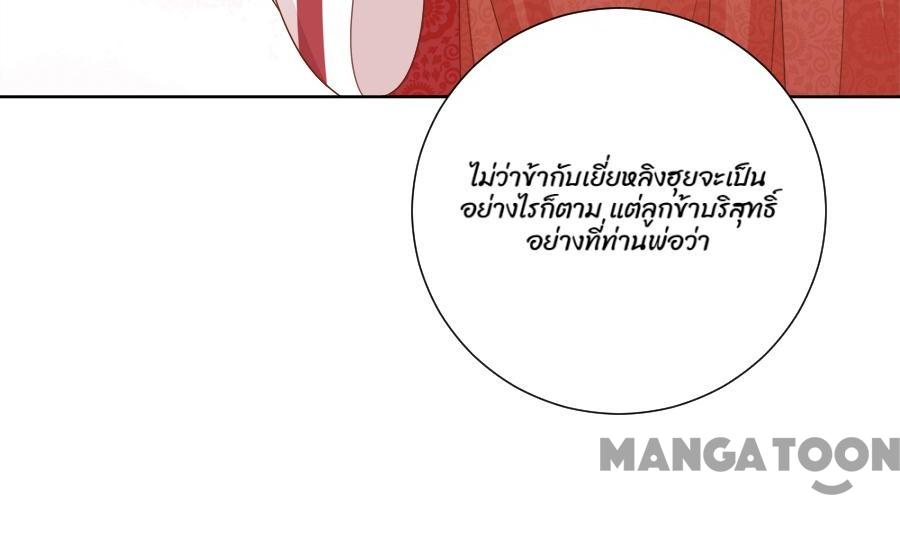 ไม่ว่าข้ากับเยี่ยหลิงฮุยจะเป็น
อย่างไรก็ตาม แต่ลูกข้าบริสุทธิ์
อย่างที่ท่านพ่อว่า
MANGATOON